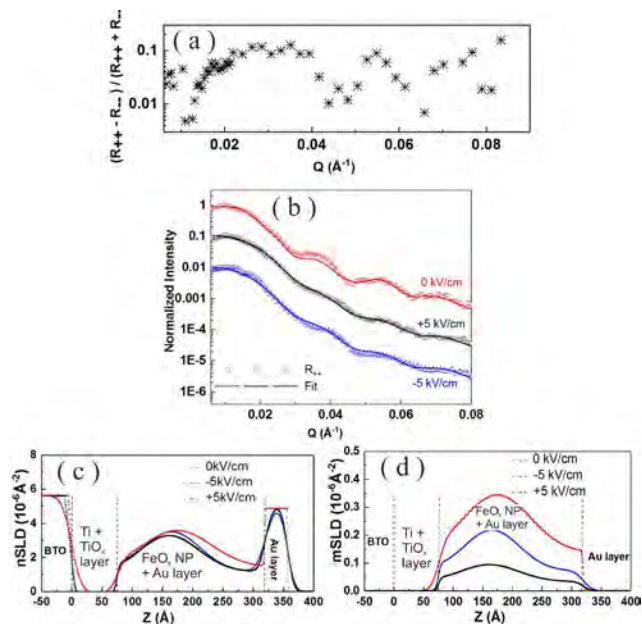 ( a )
(R++ - R--) / (R++ + R--)
0.1
0.01
0.02 0.04 0.06 0.08
Q (Å⁻¹)
( b )
Normalized Intensity
1
0.1
0.01
0.001
1E-4
1E-5
1E-6
0 kV/cm
+5 kV/cm
-5 kV/cm
R++
Fit
0.02 0.04 0.06 0.08
Q (Å⁻¹)
( c )
nSLD (10⁻⁶Å⁻²)
8
6
4
2
0
0kV/cm
-5kV/cm
+5kV/cm
BTO
Ti +
TiOₓ
layer
FeOₓ NP
+ Au layer
Au layer
-50 0 50 100 150 200 250 300 350 400
Z (Å)
( d )
mSLD (10⁻⁶Å⁻²)
0.5
0.4
0.3
0.2
0.1
0.0
0 kV/cm
-5 kV/cm
+5 kV/cm
BTO
Ti +
TiOₓ
layer
FeOₓ NP
+ Au layer
Au layer
-50 0 50 100 150 200 250 300 350 400
Z (Å)